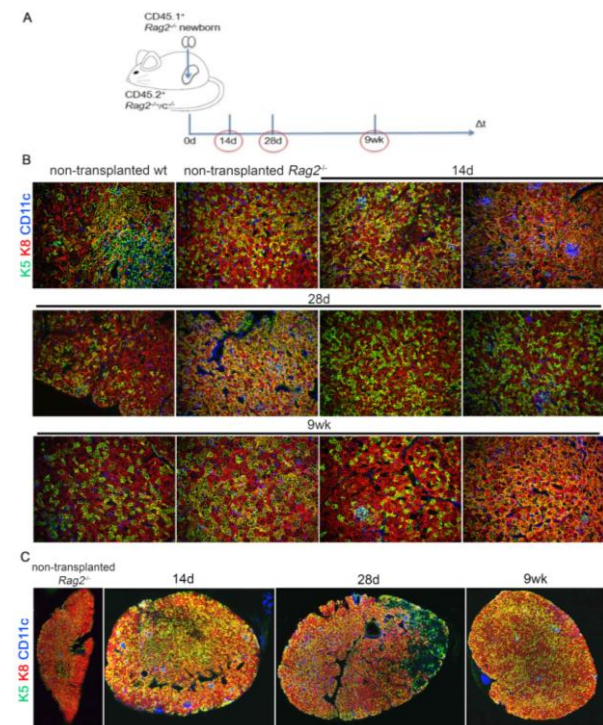 A
CD45.1⁺
Rag2⁻/⁻ newborn
CD45.2⁺
Rag2⁻/⁻γc⁻/⁻
0d 14d 28d 9wk Δt
B
non-transplanted wt non-transplanted Rag2⁻/⁻ 14d
K5 K8 CD11c
28d
9wk
C
non-transplanted
Rag2⁻/⁻ 14d 28d 9wk
K5 K8 CD11c